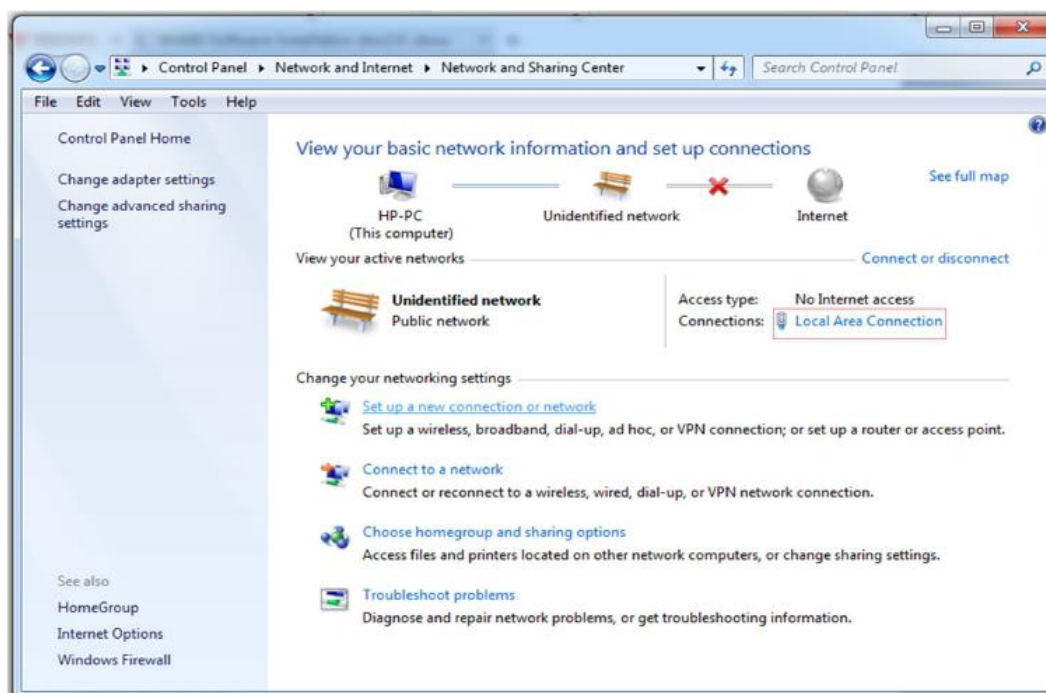 Control Panel ▸ Network and Internet ▸ Network and Sharing Center
Search Control Panel
File Edit View Tools Help
Control Panel Home
Change adapter settings
Change advanced sharing
settings
See also
HomeGroup
Internet Options
Windows Firewall
View your basic network information and set up connections
See full map
HP-PC
(This computer)
Unidentified network
Internet
View your active networks
Connect or disconnect
Unidentified network
Public network
Access type: No Internet access
Connections: Local Area Connection
Change your networking settings
Set up a new connection or network
Set up a wireless, broadband, dial-up, ad hoc, or VPN connection; or set up a router or access point.
Connect to a network
Connect or reconnect to a wireless, wired, dial-up, or VPN network connection.
Choose homegroup and sharing options
Access files and printers located on other network computers, or change sharing settings.
Troubleshoot problems
Diagnose and repair network problems, or get troubleshooting information.